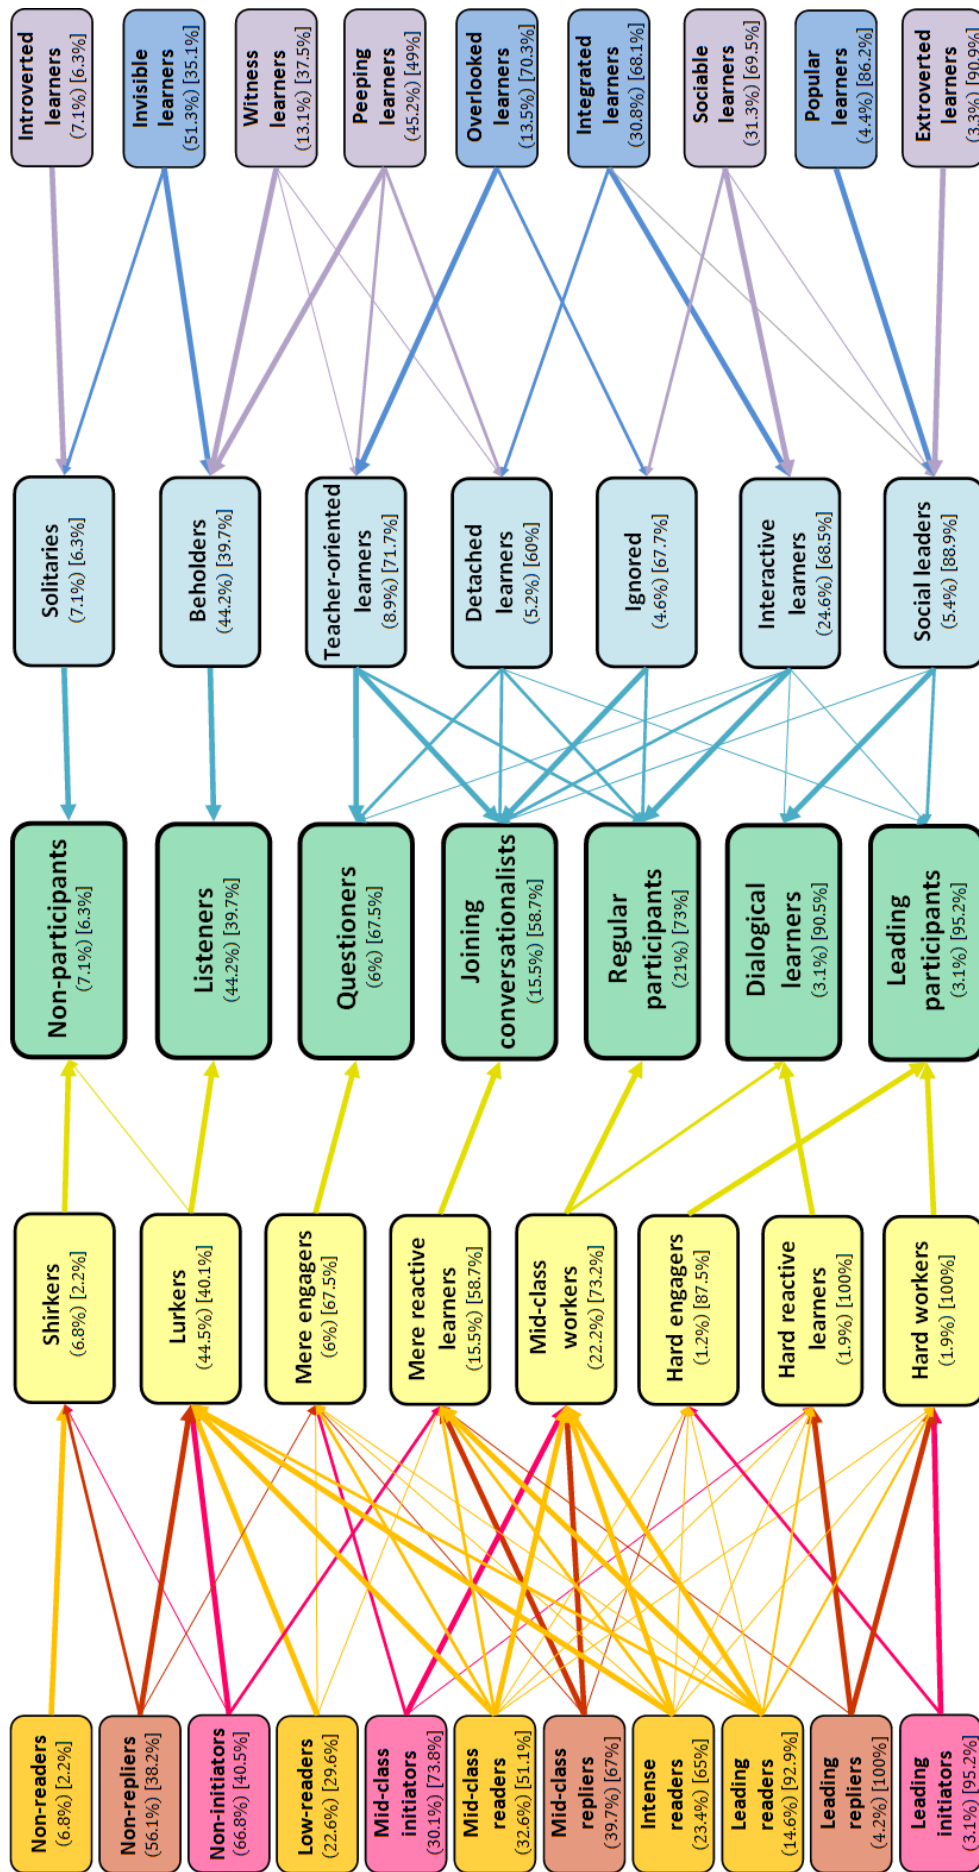 Introverted
learners
(7.1%) [6.3%]
Invisible
learners
(51.3%) [35.1%]
Witness
learners
(13.1%) [37.5%]
Peeping
learners
(45.2%) [49%]
Overlooked
learners
(13.5%) [70.3%]
Integrated
learners
(30.8%) [68.1%]
Sociable
learners
(31.3%) [69.5%]
Popular
learners
(4.4%) [86.2%]
Extroverted
learners
(3.3%) [90.9%]
Solitaries
(7.1%) [6.3%]
Beholders
(44.2%) [39.7%]
Teacher-oriented
learners
(8.9%) [71.7%]
Detached
learners
(5.2%) [60%]
Ignored
(4.6%) [67.7%]
Interactive
learners
(24.6%) [68.5%]
Social leaders
(5.4%) [88.9%]
Non-participants
(7.1%) [6.3%]
Listeners
(44.2%) [39.7%]
Questioners
(6%) [67.5%]
Joining
conversationalists
(15.5%) [58.7%]
Regular
participants
(21%) [73%]
Dialogical
learners
(3.1%) [90.5%]
Leading
participants
(3.1%) [95.2%]
Shirkers
(6.8%) [2.2%]
Lurkers
(44.5%) [40.1%]
Mere engagers
(6%) [67.5%]
Mere reactive
learners
(15.5%) [58.7%]
Mid-class
workers
(22.2%) [73.2%]
Hard engagers
(1.2%) [87.5%]
Hard reactive
learners
(1.9%) [100%]
Hard workers
(1.9%) [100%]
Non-readers
(6.8%) [2.2%]
Non-repliers
(56.1%) [38.2%]
Non-initiators
(66.8%) [40.5%]
Low-readers
(22.6%) [29.6%]
Mid-class
initiators
(30.1%) [73.8%]
Mid-class
readers
(32.6%) [51.1%]
Mid-class
repliers
(39.7%) [67%]
Intense
readers
(23.4%) [65%]
Leading
readers
(14.6%) [92.9%]
Leading
repliers
(4.2%) [100%]
Leading
initiators
(3.1%) [95.2%]